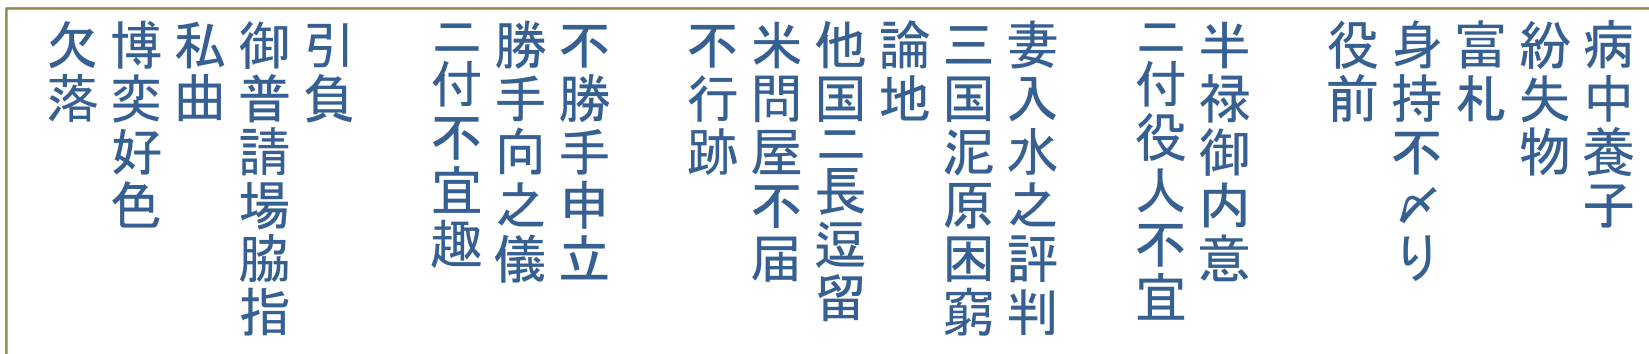 病中養子
紛失物
富札
身持不〆り
役前
半禄御内意
ニ付役人不宜
妻入水之評判
三国泥原困窮
論地
他国ニ長逗留
米問屋不届
不行跡
不勝手申立
勝手向之儀
ニ付不宜趣
引負
御普請場脇指
私曲
博奕好色
欠落